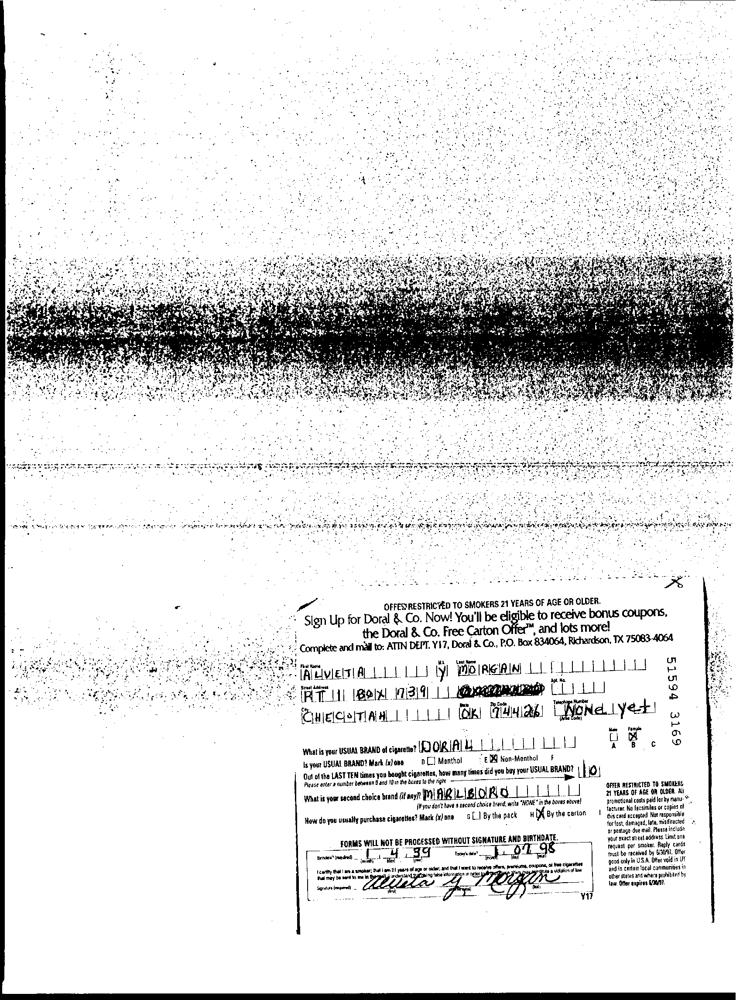 OFFER RESTRICTED TO SMOKERS 21 YEARS OF AGE OR OLDER.
Sign Up for Doral & Co. Now! You'll be eligible to receive bonus coupons,
the Doral & Co. Free Carton Offer™, and lots more!
Complete and mail to: ATTN DEPT. Y17, Doral & Co., P.O. Box 834064, Richardson, TX 75083-4064
First Name M.I. Last Name
ALVETA Y MORGAN
Street Address Apt. No.
RT 11 BOX 739
City Zip Code Telephone Number
CHECOTAH OK 74426 NONE yet
(Area Code)
51594 3169
Male Female
A B C
What is your USUAL BRAND of cigarette? DORAL
Is your USUAL BRAND? Mark (x) one D Menthol E Non-Menthol F
Out of the LAST TEN times you bought cigarettes, how many times did you buy your USUAL BRAND? 10
Please enter a number between 0 and 10 in the boxes to the right
What is your second choice brand (if any)? MARLBORO
(If you don't have a second choice brand, write "NONE" in the boxes above)
How do you usually purchase cigarettes? Mark (x) one G By the pack H By the carton
OFFER RESTRICTED TO SMOKERS
21 YEARS OF AGE OR OLDER. All
promotional costs paid for by manu-
facturer. No facsimiles or copies of
this card accepted. Not responsible
for lost, damaged, late, misdirected
or postage due mail. Please include
your exact street address. Limit one
request per smoker. Reply cards
must be received by 6/30/97. Offer
good only in U.S.A. Offer void in UT
and in certain local communities in
other states and where prohibited by
law. Offer expires 6/30/97.
FORMS WILL NOT BE PROCESSED WITHOUT SIGNATURE AND BIRTHDATE.
Birthdate? (required) 1 4 39 Today's date? 1 07 98
(month) (day) (year) (month) (day) (year)
I certify that I am a smoker; that I am 21 years of age or older; and that I want to receive offers, premiums, coupons, or free cigarettes
that may be sent to me in the mail. I understand that giving false information in order to
Signature (required) Alveta y Morgan
Y17